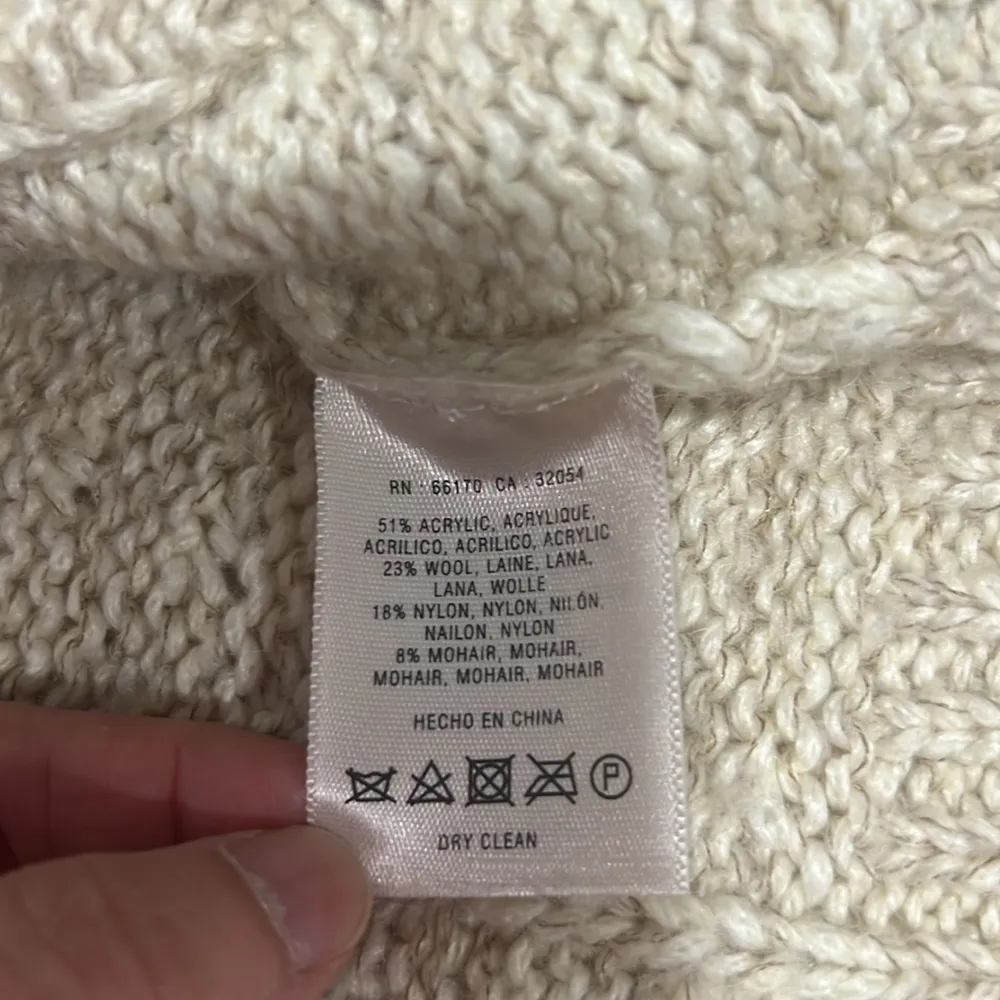 RN : 66170 CA : 32054
51% ACRYLIC, ACRYLIQUE,
ACRILICO, ACRILICO, ACRYLIC
23% WOOL, LAINE, LANA,
LANA, WOLLE
18% NYLON, NYLON, NILÓN,
NAILON, NYLON
8% MOHAIR, MOHAIR,
MOHAIR, MOHAIR, MOHAIR
HECHO EN CHINA
P
DRY CLEAN